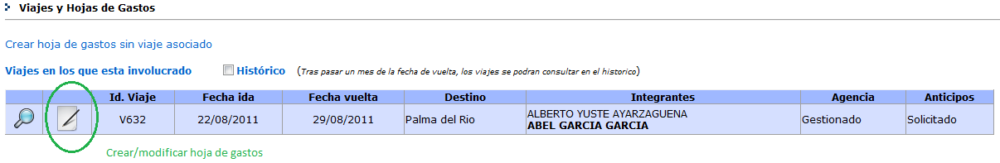 Viajes y Hojas de Gastos
Crear hoja de gastos sin viaje asociado
Viajes en los que esta involucrado Histórico (Tras pasar un mes de la fecha de vuelta, los viajes se podran consultar en el historico)
Id. Viaje Fecha ida Fecha vuelta Destino Integrantes Agencia Anticipos
V632 22/08/2011 29/08/2011 Palma del Rio ALBERTO YUSTE AYARZAGUENA Gestionado Solicitado
ABEL GARCIA GARCIA
Crear/modificar hoja de gastos